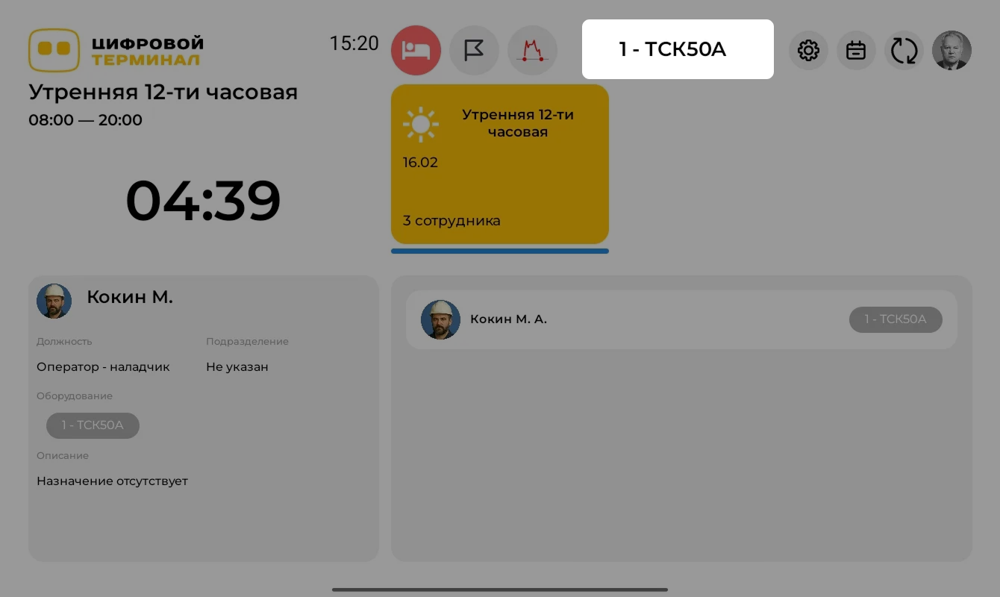 ЦИФРОВОЙ
ТЕРМИНАЛ
15:20
1 - ТСК50А
Утренняя 12-ти часовая
08:00 — 20:00
04:39
Утренняя 12-ти
часовая
16.02
3 сотрудника
Кокин М.
Должность
Подразделение
Оператор - наладчик
Не указан
Оборудование
1 - ТСК50А
Описание
Назначение отсутствует
Кокин М. А.
1 - ТСК50А